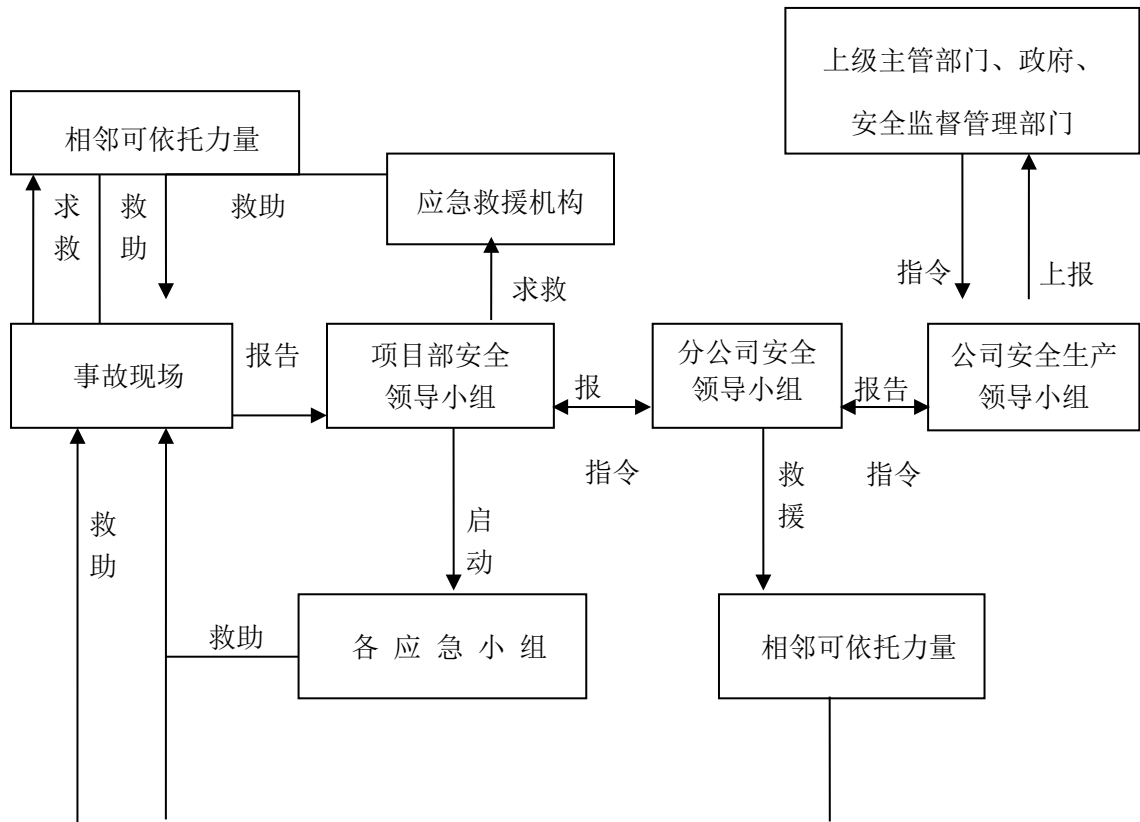 上级主管部门、政府、
安全监督管理部门
相邻可依托力量
应急救援机构
求救
救助
救助
求救
指令
上报
事故现场
报告
项目部安全
领导小组
报
指令
分公司安全
领导小组
报告
指令
公司安全生产
领导小组
救助
启动
救援
救助
各 应 急 小 组
相邻可依托力量